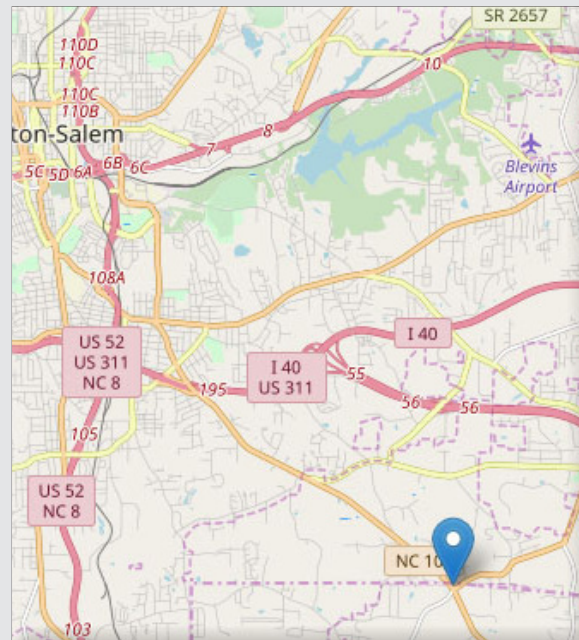 SR 2657
110D
110C
10
110C
110B
8
ton-Salem
7
6B
6C
5C
5D
6A
Blevins
Airport
108A
US 52
US 311
NC 8
I 40
I 40
US 311
55
195
56
56
105
US 52
NC 8
NC 10
103